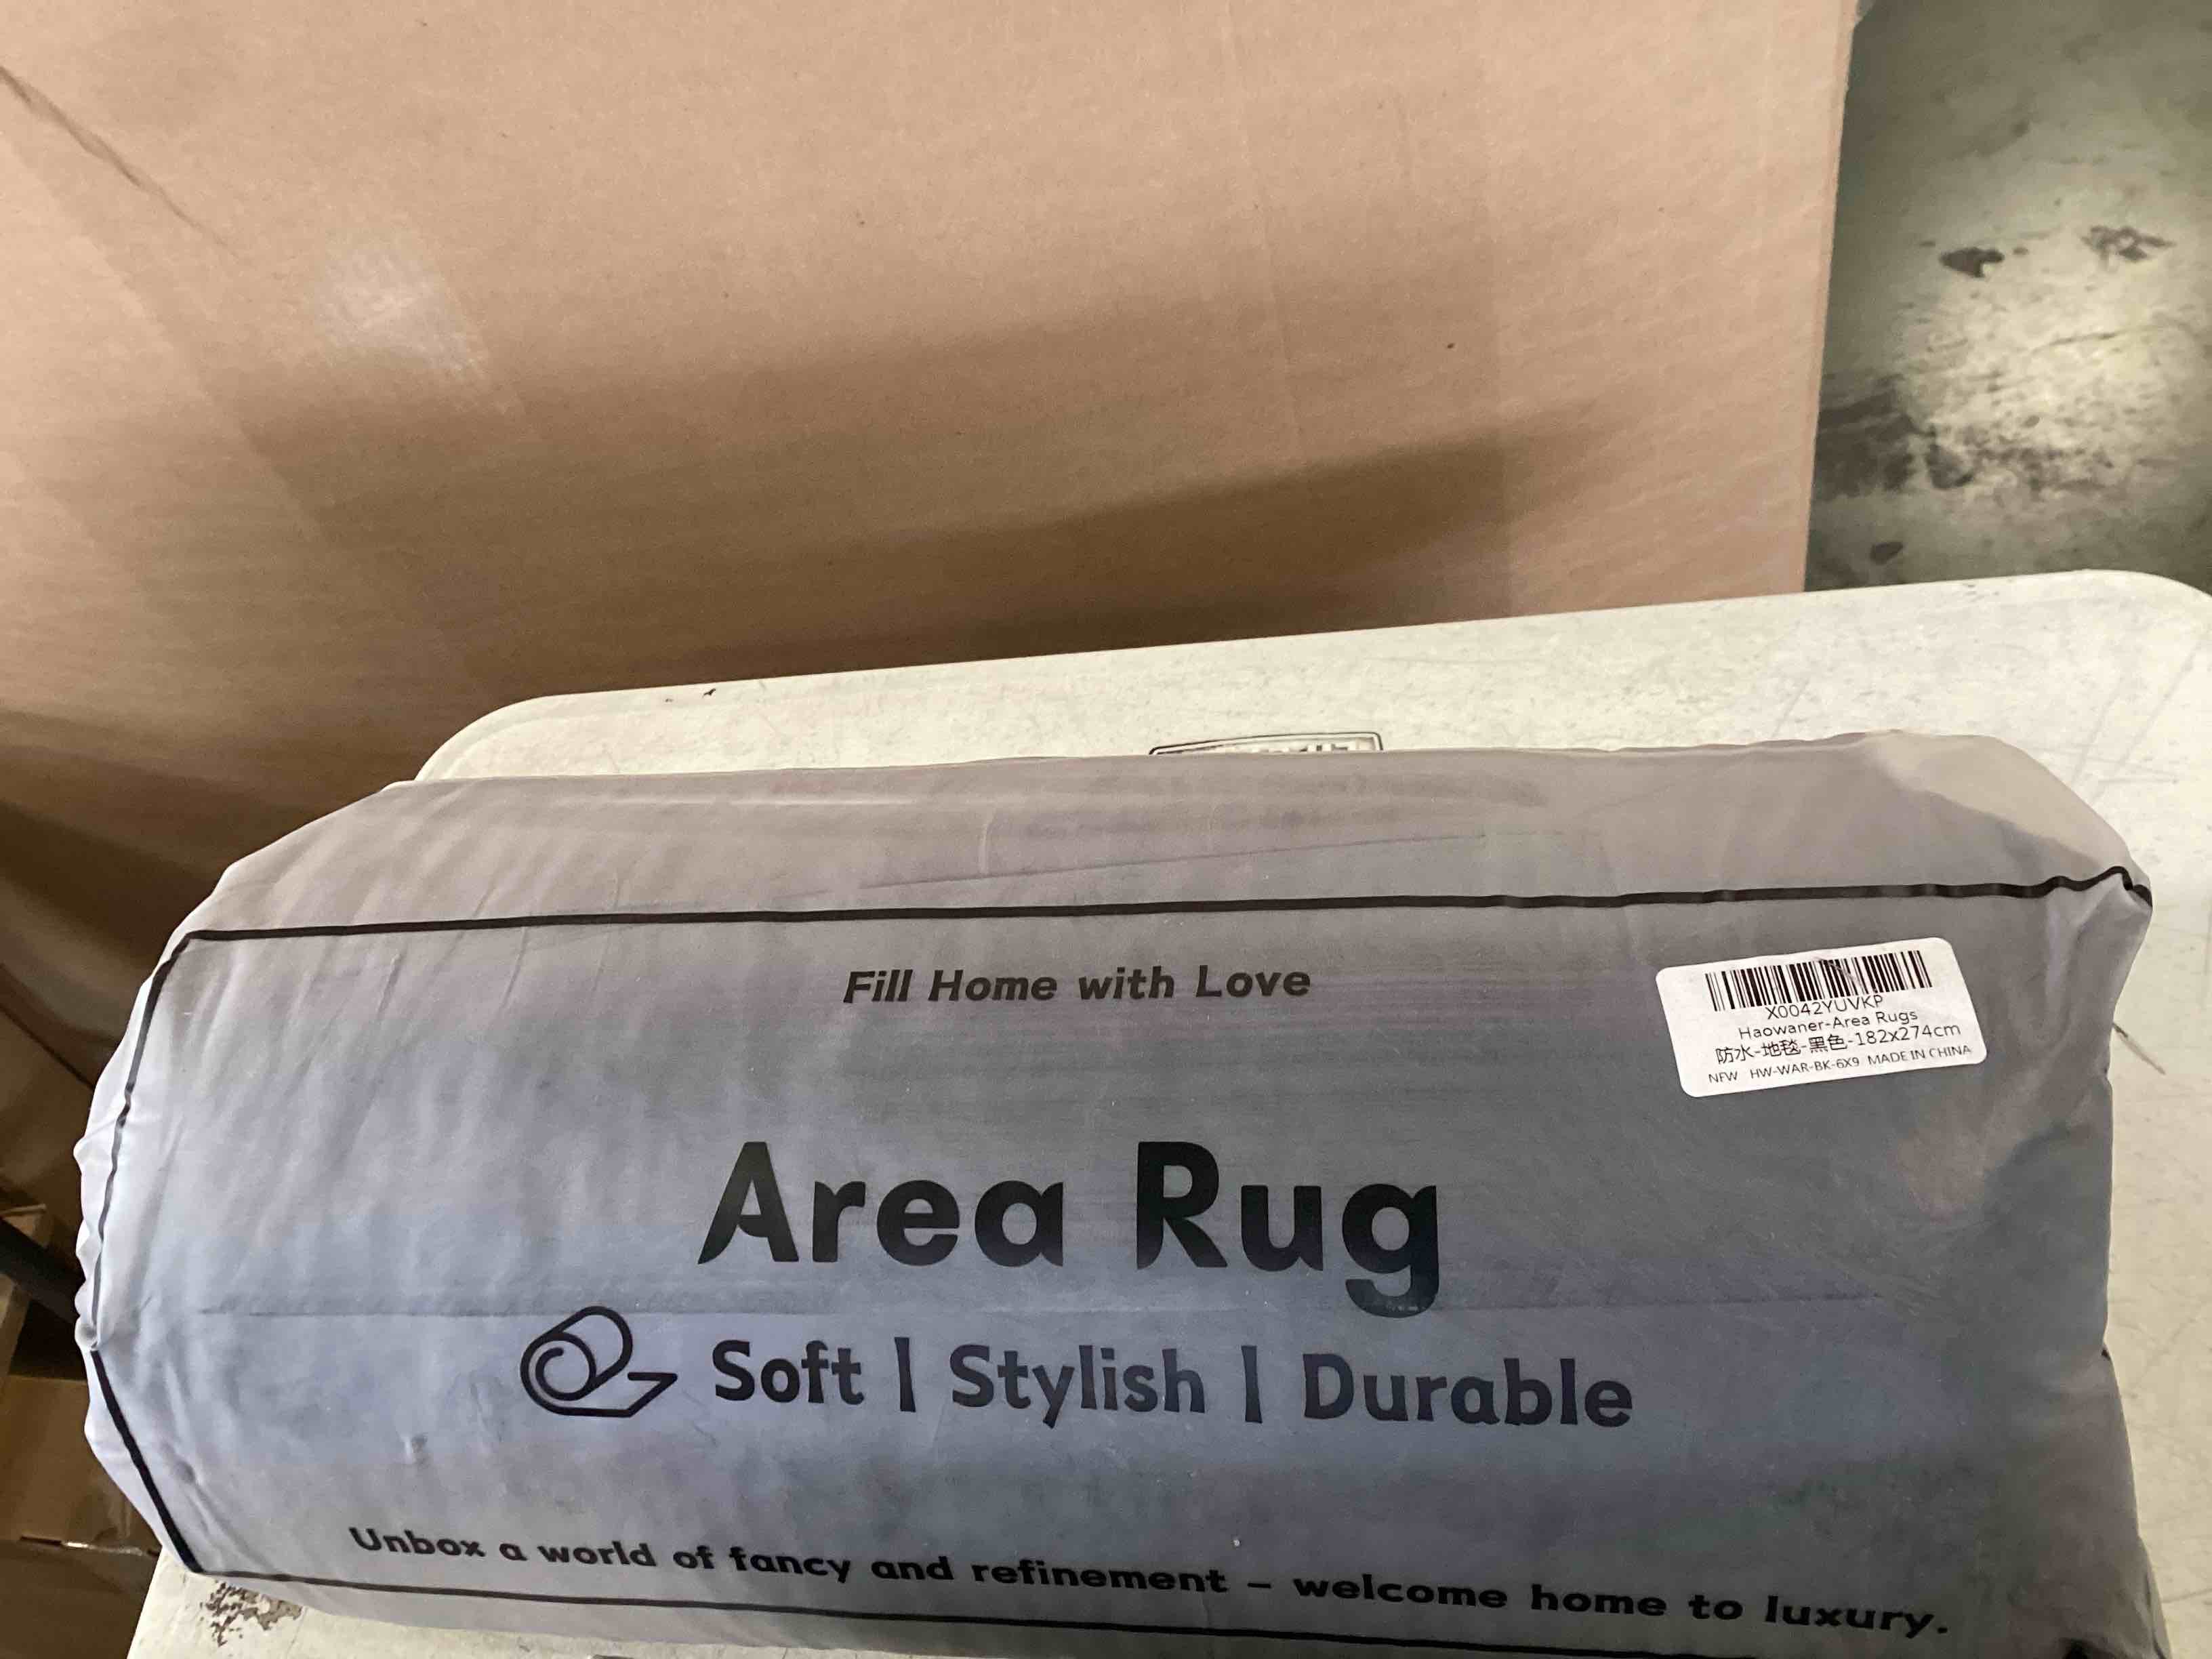 Fill Home with Love
X0042YUVKP
Haowaner-Area Rugs
防水-地毯-黑色-182x274cm
NFW HW-WAR-BK-6X9 MADE IN CHINA
Area Rug
Soft | Stylish | Durable
Unbox a world of fancy and refinement – welcome home to luxury.